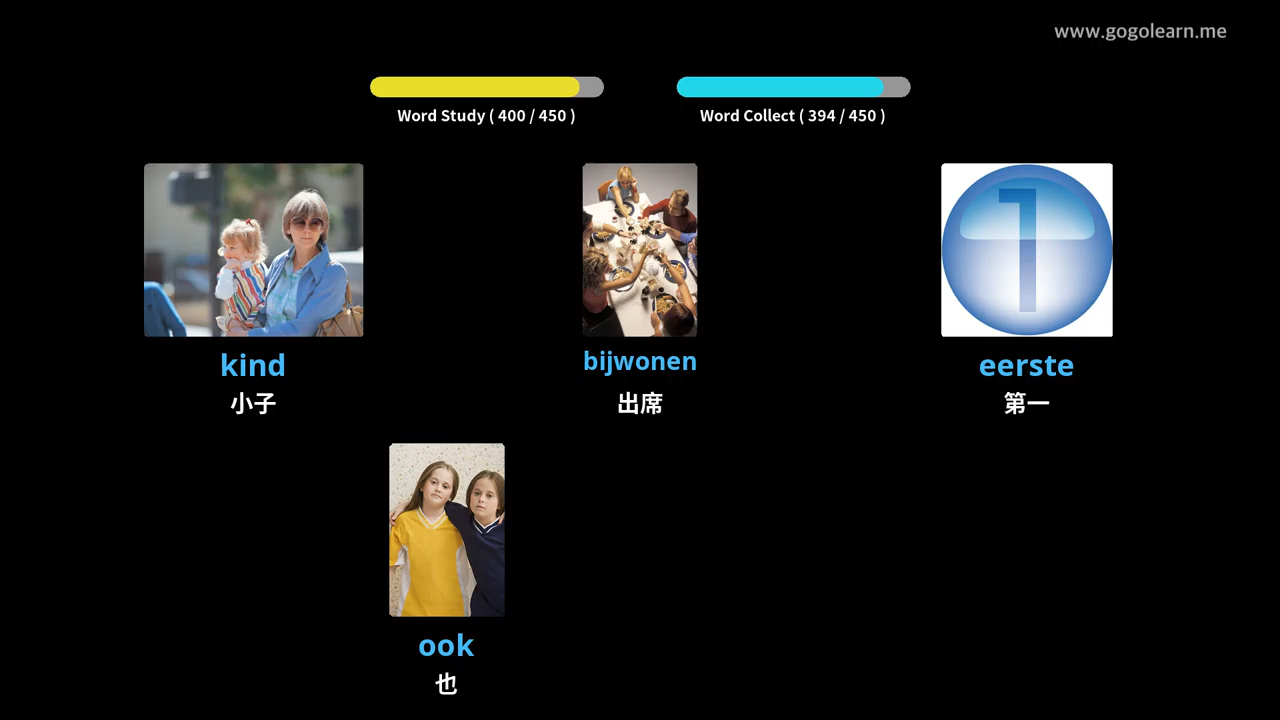 www.gogolearn.me
Word Study ( 400 / 450 )
Word Collect ( 394 / 450 )
1
kind
小子
bijwonen
出席
eerste
第一
ook
也